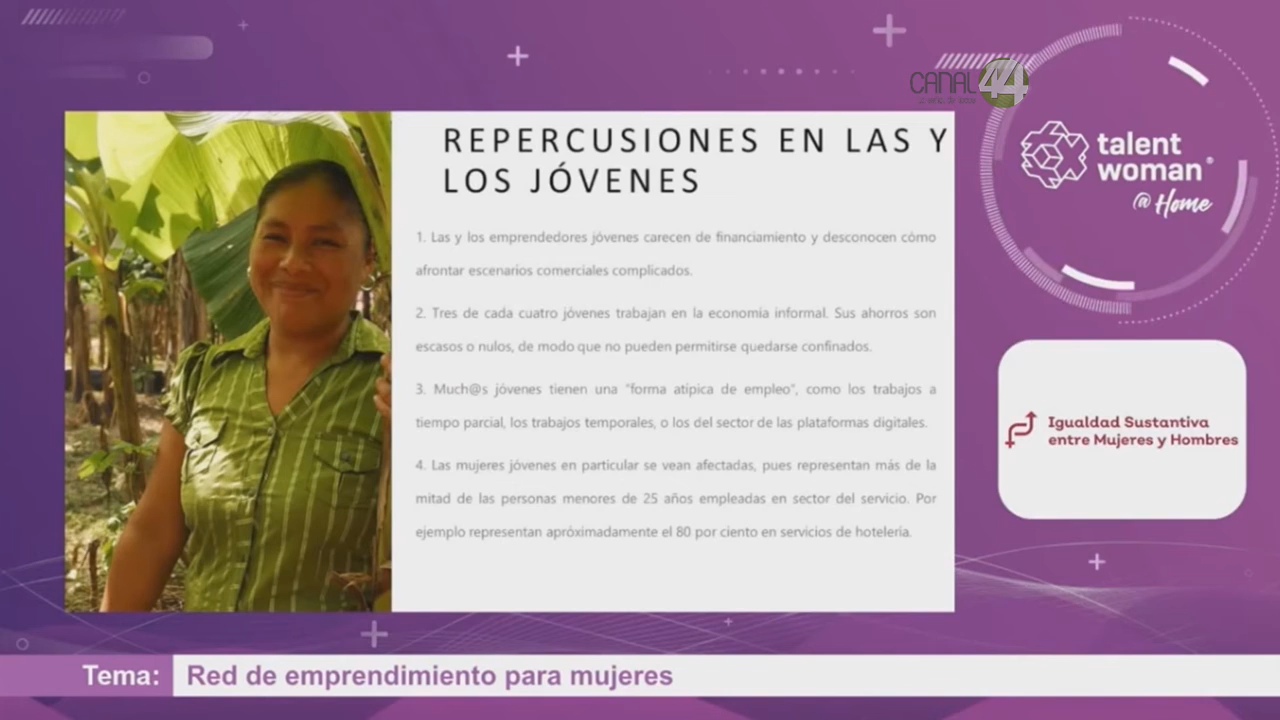 CANAL 44
talent
woman
@ Home
REPERCUSIONES EN LAS Y
LOS JÓVENES
1. Las y los emprendedores jóvenes carecen de financiamiento y desconocen cómo
afrontar escenarios comerciales complicados.
2. Tres de cada cuatro jóvenes trabajan en la economía informal. Sus ahorros son
escasos o nulos, de modo que no pueden permitirse quedarse confinados.
3. Much@s jóvenes tienen una "forma atípica de empleo", como los trabajos a
tiempo parcial, los trabajos temporales, o los del sector de las plataformas digitales.
4. Las mujeres jóvenes en particular se vean afectadas, pues representan más de la
mitad de las personas menores de 25 años empleadas en sector del servicio. Por
ejemplo representan apróximadamente el 80 por ciento en servicios de hotelería.
Igualdad Sustantiva
entre Mujeres y Hombres
Tema: Red de emprendimiento para mujeres